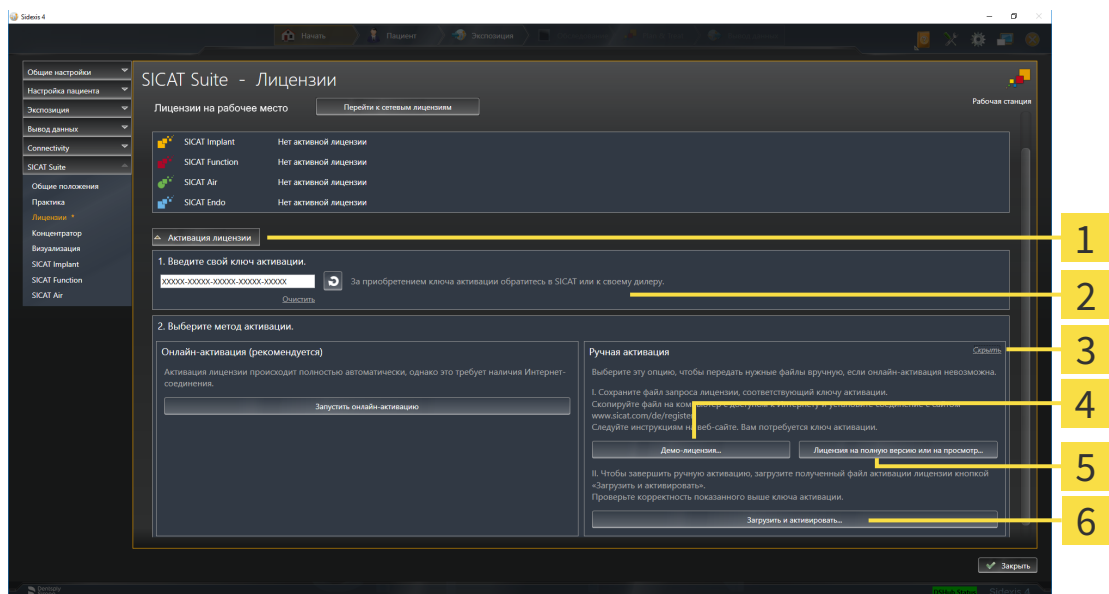 Sidexis 4
Начать
Пациент
Экспозиция
Общие настройки
Настройка пациента
Экспозиция
Вывод данных
Connectivity
SICAT Suite
Общие положения
Практика
Лицензии *
Концентратор
Визуализация
SICAT Implant
SICAT Function
SICAT Air
SICAT Suite - Лицензии
Рабочая станция
Лицензии на рабочее место
Перейти к сетевым лицензиям
SICAT Implant Нет активной лицензии
SICAT Function Нет активной лицензии
SICAT Air Нет активной лицензии
SICAT Endo Нет активной лицензии
Активация лицензии
1. Введите свой ключ активации.
XXXXX-XXXXX-XXXXX-XXXXX-XXXXX
За приобретением ключа активации обратитесь в SICAT или к своему дилеру.
Очистить
2. Выберите метод активации.
Онлайн-активация (рекомендуется)
Активация лицензии происходит полностью автоматически, однако это требует наличия Интернет-
соединения.
Запустить онлайн-активацию
Ручная активация
Скрыть
Выберите эту опцию, чтобы передать нужные файлы вручную, если онлайн-активация невозможна.
I. Сохраните файл запроса лицензии, соответствующий ключу активации.
Скопируйте файл на компьютер с доступом к Интернету и установите соединение с сайтом
www.sicat.com/de/register
Следуйте инструкциям на веб-сайте. Вам потребуется ключ активации.
Демо-лицензия...
Лицензия на полную версию или на просмотр...
II. Чтобы завершить ручную активацию, загрузите полученный файл активации лицензии кнопкой
«Загрузить и активировать».
Проверьте корректность показанного выше ключа активации.
Загрузить и активировать...
Закрыть
Sidexis 4
1
2
3
4
5
6